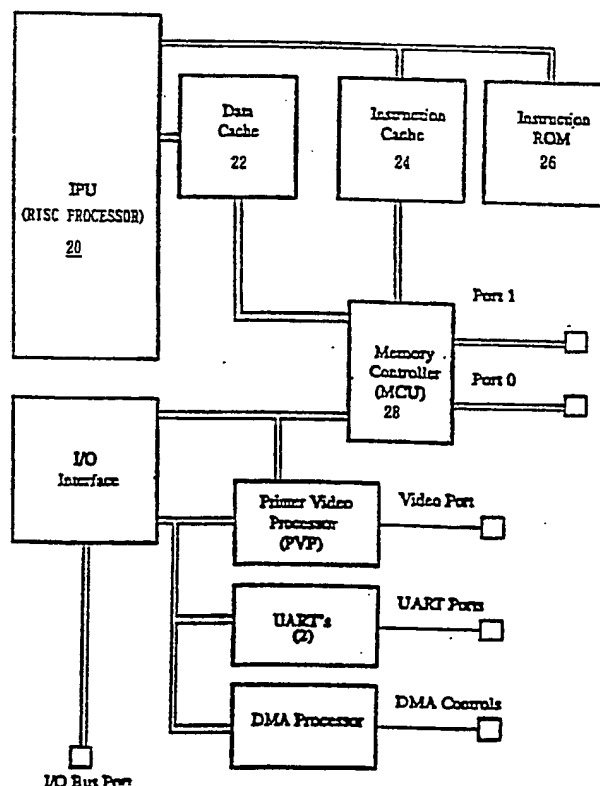 IPU
(RISC PROCESSOR)
20
Data
Cache
22
Instruction
Cache
24
Instruction
ROM
26
Port 1
Memory
Controller
(MCU)
28
Port 0
I/O
Interface
Primer Video
Processor
(PVP)
Video Port
UART's
(2)
UART Ports
DMA Processor
DMA Controls
I/O Bus Port